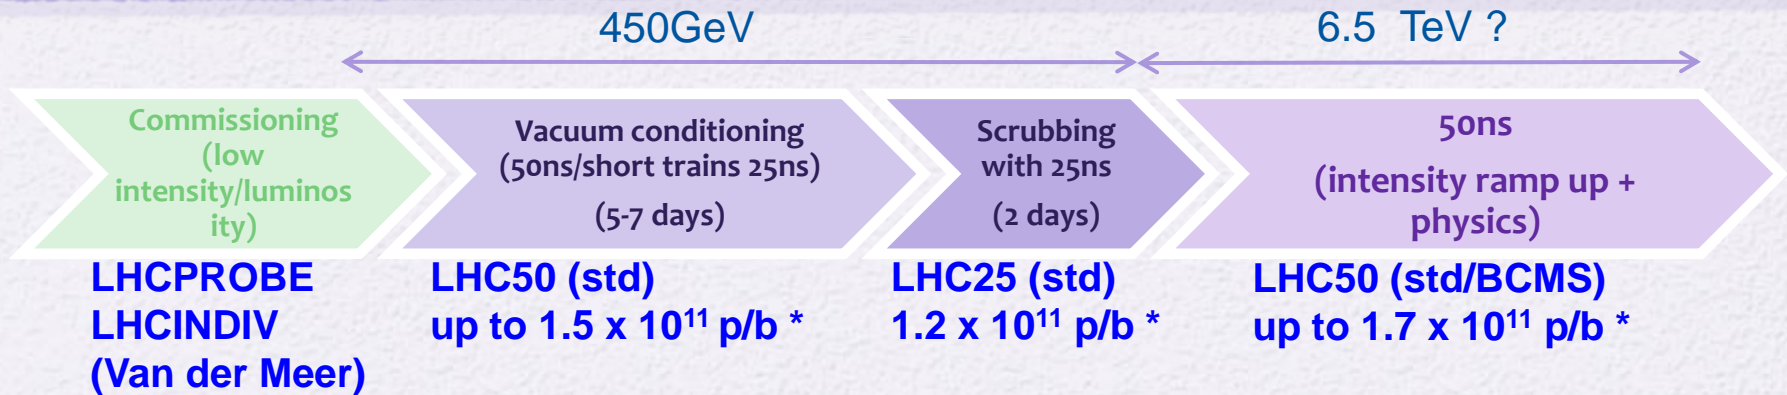 450GeV
6.5 TeV ?
Commissioning
(low
intensity/luminos
ity)
Vacuum conditioning
(50ns/short trains 25ns)
(5-7 days)
Scrubbing
with 25ns
(2 days)
50ns
(intensity ramp up +
physics)
LHCPROBE
LHCINDIV
(Van der Meer)
LHC50 (std)
up to 1.5 x 10¹¹ p/b *
LHC25 (std)
1.2 x 10¹¹ p/b *
LHC50 (std/BCMS)
up to 1.7 x 10¹¹ p/b *